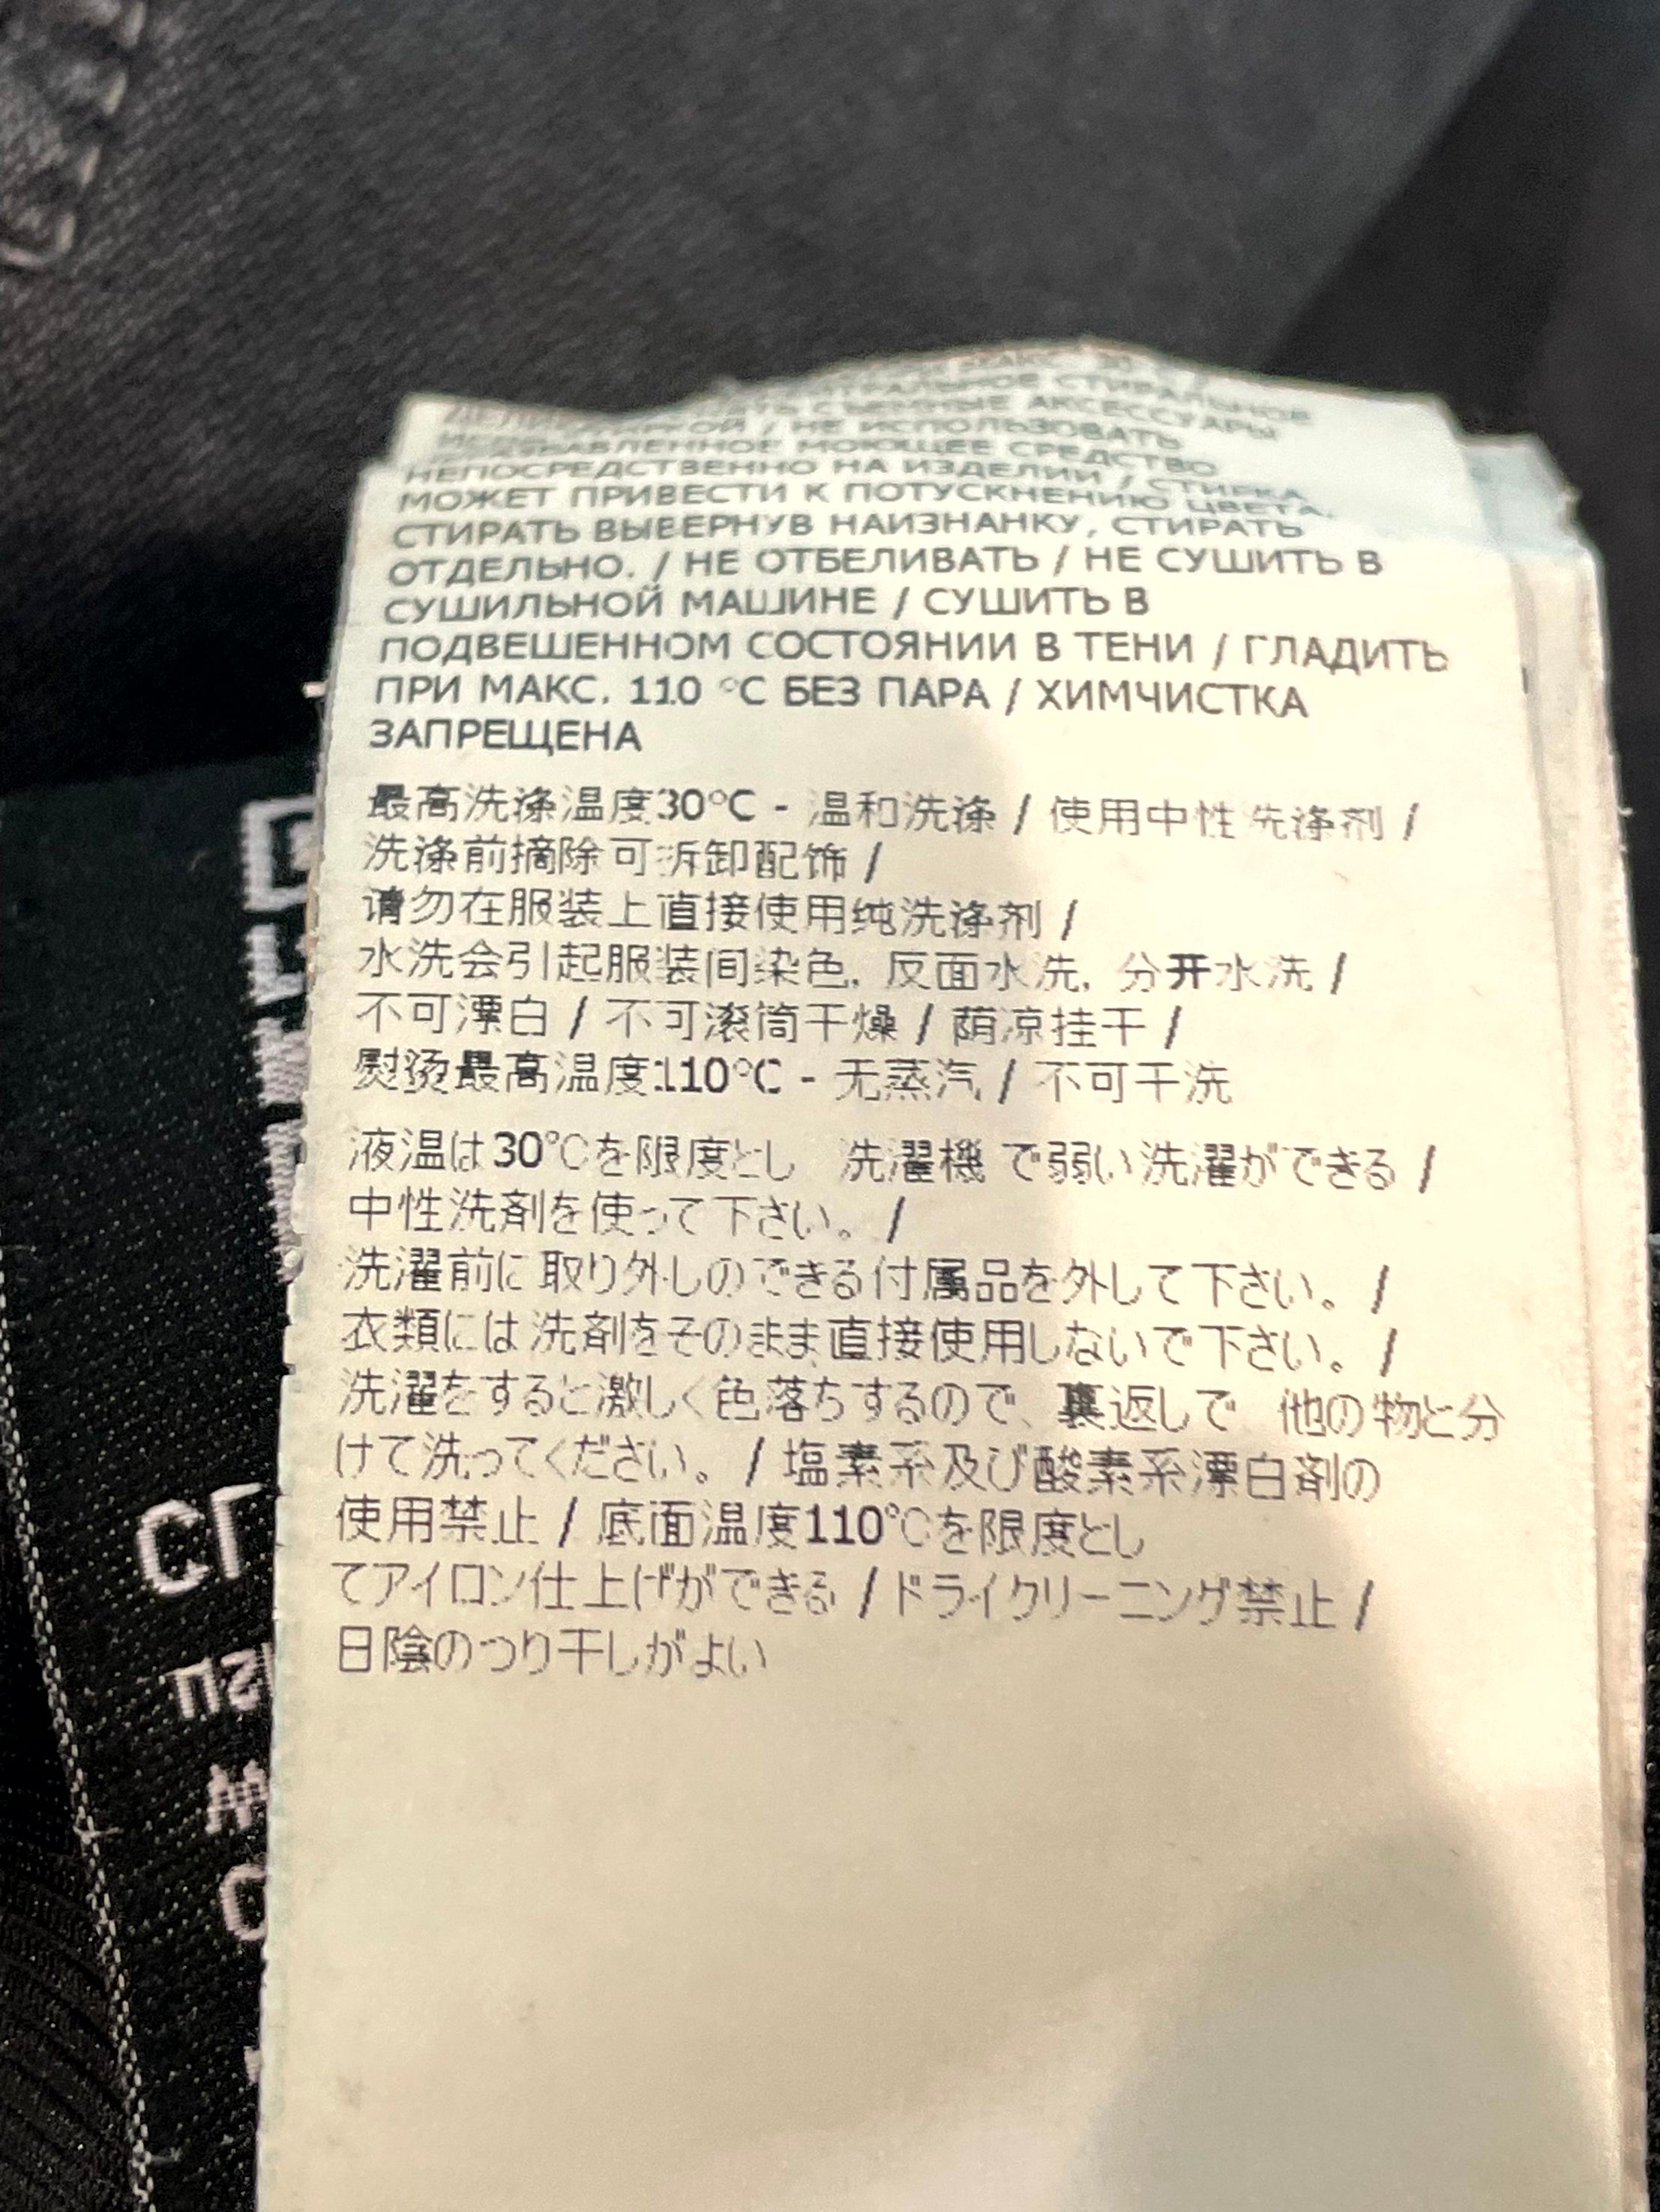 СЪЕМНЫЕ АКСЕССУАРЫ
/ НЕ ИСПОЛЬЗОВАТЬ
МОЮЩЕЕ СРЕДСТВО
НЕПОСРЕДСТВЕННО НА ИЗДЕЛИИ / СТИРКА
МОЖЕТ ПРИВЕСТИ К ПОТУСКНЕНИЮ ЦВЕТА.
СТИРАТЬ ВЫВЕРНУВ НАИЗНАНКУ, СТИРАТЬ
ОТДЕЛЬНО. / НЕ ОТБЕЛИВАТЬ / НЕ СУШИТЬ В
СУШИЛЬНОЙ МАШИНЕ / СУШИТЬ В
ПОДВЕШЕННОМ СОСТОЯНИИ В ТЕНИ / ГЛАДИТЬ
ПРИ МАКС. 110 °C БЕЗ ПАРА / ХИМЧИСТКА
ЗАПРЕЩЕНА
最高洗涤温度30°C - 温和洗涤 / 使用中性洗涤剂 /
洗涤前摘除可拆卸配饰 /
请勿在服装上直接使用纯洗涤剂 /
水洗会引起服装间染色, 反面水洗, 分开水洗 /
不可漂白 / 不可滚筒干燥 / 荫凉挂干 /
熨烫最高温度110°C - 无蒸汽 / 不可干洗
液温は30℃を限度とし 洗濯機 で弱い洗濯ができる /
中性洗剤を使って下さい。 /
洗濯前に取り外しのできる付属品を外して下さい。 /
衣類には洗剤をそのまま直接使用しないで下さい。 /
洗濯をすると激しく色落ちするので、裏返しで 他の物と分
けて洗ってください。 / 塩素系及び酸素系漂白剤の
使用禁止 / 底面温度110℃を限度とし
てアイロン仕上げができる / ドライクリーニング禁止 /
日陰のつり干しがよい